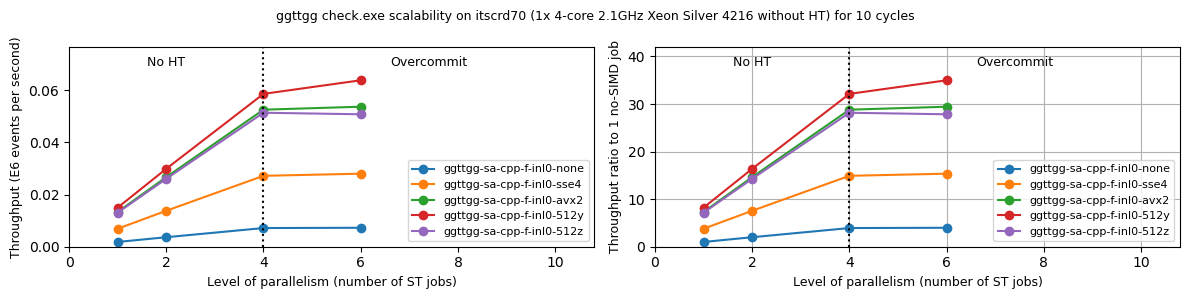 ggttgg check.exe scalability on itscrd70 (1x 4-core 2.1GHz Xeon Silver 4216 without HT) for 10 cycles
Throughput (E6 events per second)
0.06
0.04
0.02
0.00
No HT
Overcommit
ggttgg-sa-cpp-f-inl0-none
ggttgg-sa-cpp-f-inl0-sse4
ggttgg-sa-cpp-f-inl0-avx2
ggttgg-sa-cpp-f-inl0-512y
ggttgg-sa-cpp-f-inl0-512z
0 2 4 6 8 10
Level of parallelism (number of ST jobs)
Throughput ratio to 1 no-SIMD job
40
30
20
10
0
No HT
Overcommit
ggttgg-sa-cpp-f-inl0-none
ggttgg-sa-cpp-f-inl0-sse4
ggttgg-sa-cpp-f-inl0-avx2
ggttgg-sa-cpp-f-inl0-512y
ggttgg-sa-cpp-f-inl0-512z
0 2 4 6 8 10
Level of parallelism (number of ST jobs)